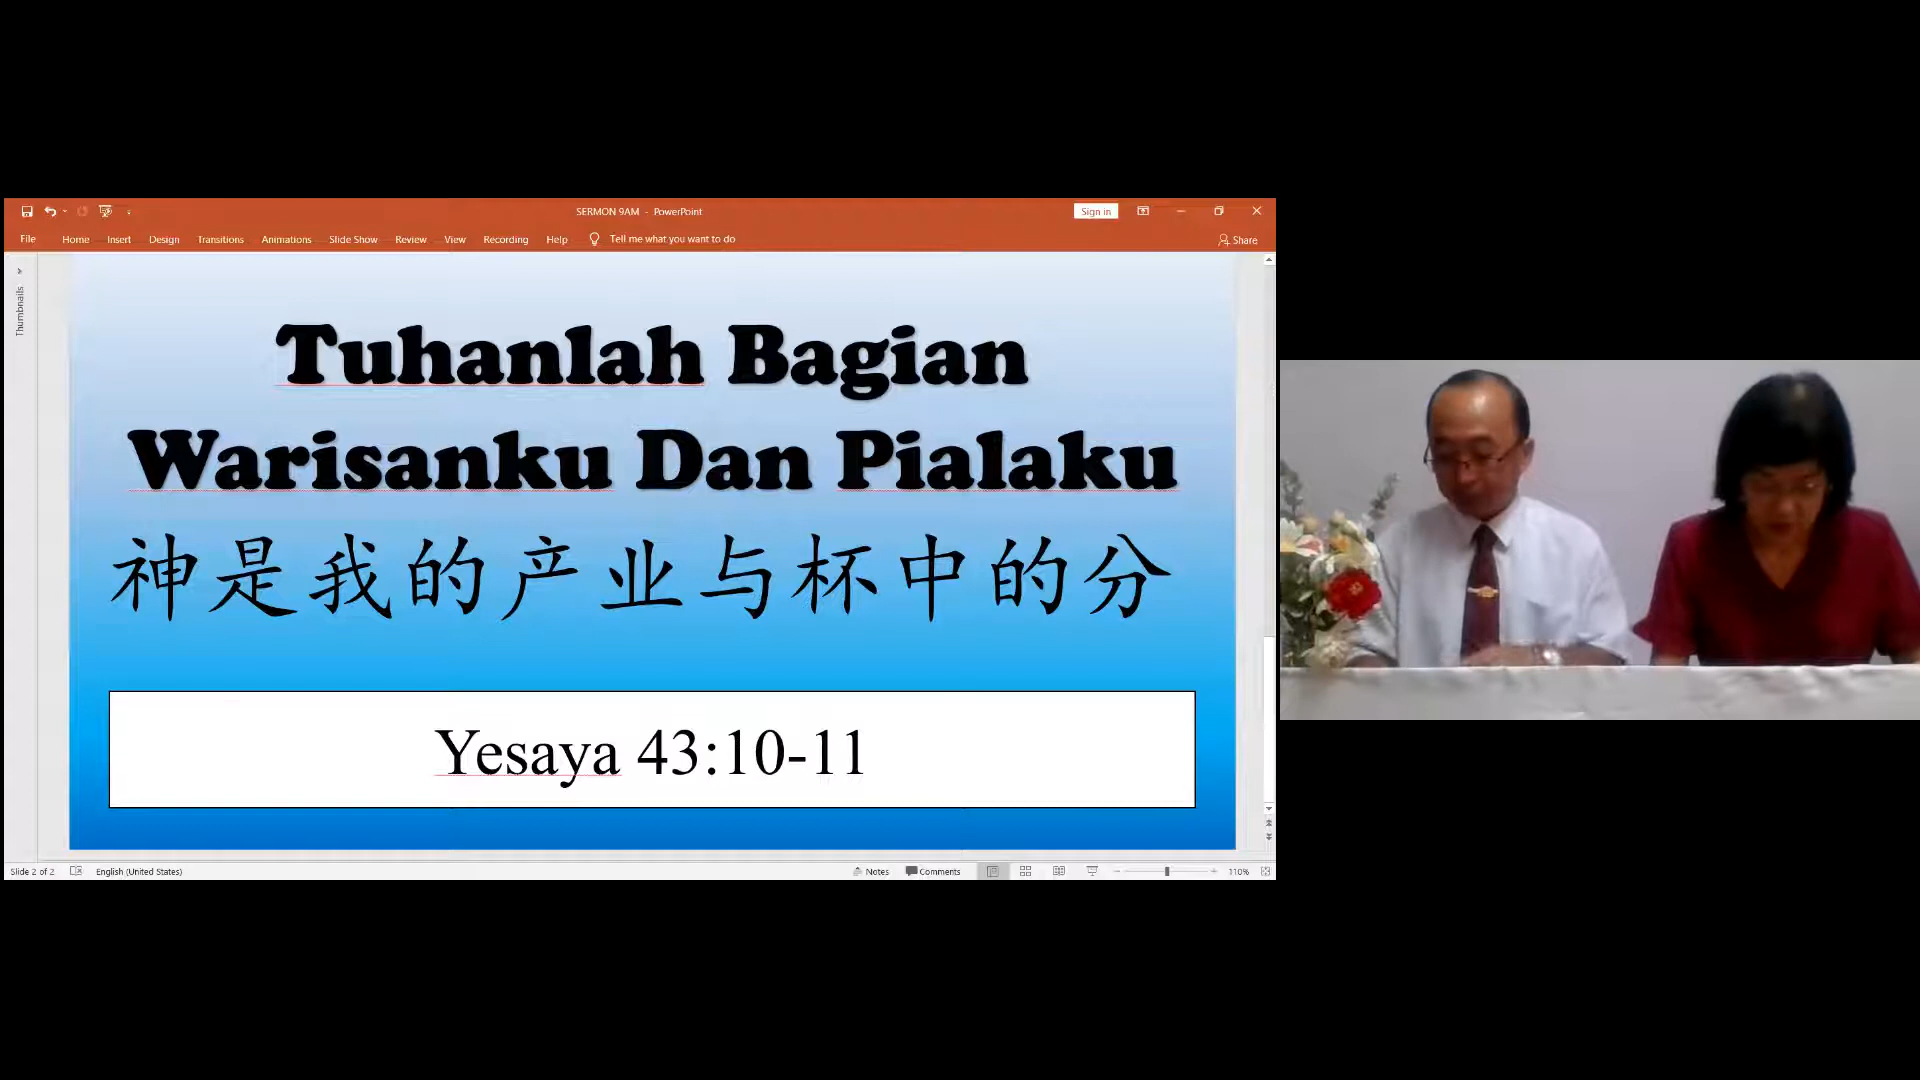 SERMON 9AM - PowerPoint
Sign in
File Home Insert Design Transitions Animations Slide Show Review View Recording Help Tell me what you want to do Share
Thumbnails
Tuhanlah Bagian
Warisanku Dan Pialaku
神是我的产业与杯中的分
Yesaya 43:10-11
Slide 2 of 2 English (United States) Notes Comments 110%